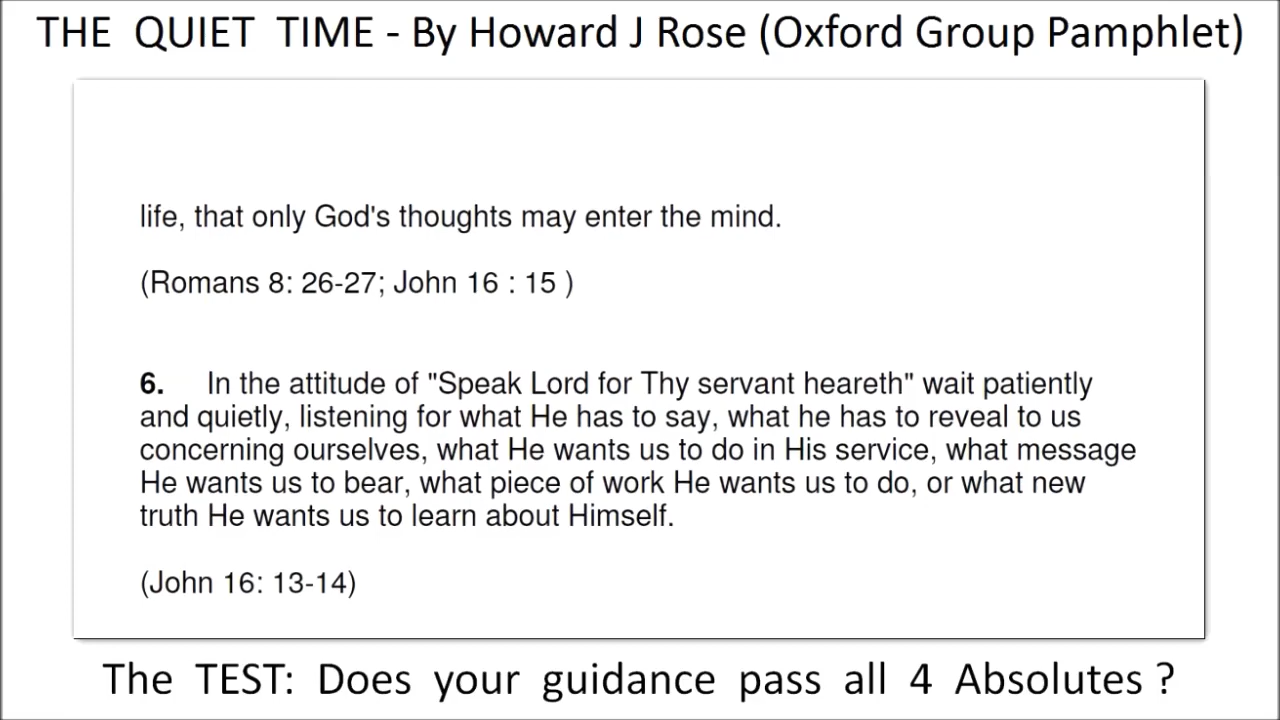 THE QUIET TIME - By Howard J Rose (Oxford Group Pamphlet)
life, that only God's thoughts may enter the mind.
(Romans 8: 26-27; John 16 : 15 )
6. In the attitude of "Speak Lord for Thy servant heareth" wait patiently
and quietly, listening for what He has to say, what he has to reveal to us
concerning ourselves, what He wants us to do in His service, what message
He wants us to bear, what piece of work He wants us to do, or what new
truth He wants us to learn about Himself.
(John 16: 13-14)
The TEST: Does your guidance pass all 4 Absolutes ?